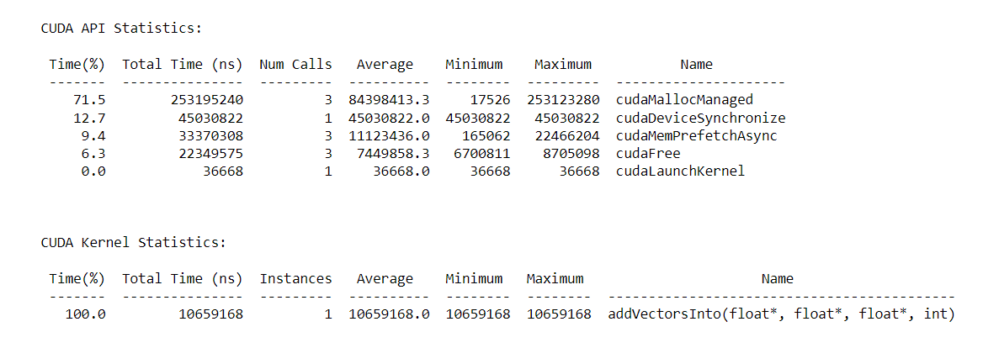 CUDA API Statistics:
Time(%) Total Time (ns) Num Calls Average Minimum Maximum Name
------- --------------- --------- ---------- -------- --------- ---------------------
71.5 253195240 3 84398413.3 17526 253123280 cudaMallocManaged
12.7 45030822 1 45030822.0 45030822 45030822 cudaDeviceSynchronize
9.4 33370308 3 11123436.0 165062 22466204 cudaMemPrefetchAsync
6.3 22349575 3 7449858.3 6700811 8705098 cudaFree
0.0 36668 1 36668.0 36668 36668 cudaLaunchKernel
CUDA Kernel Statistics:
Time(%) Total Time (ns) Instances Average Minimum Maximum Name
------- --------------- --------- ---------- -------- -------- -------------------------------------------
100.0 10659168 1 10659168.0 10659168 10659168 addVectorsInto(float*, float*, float*, int)